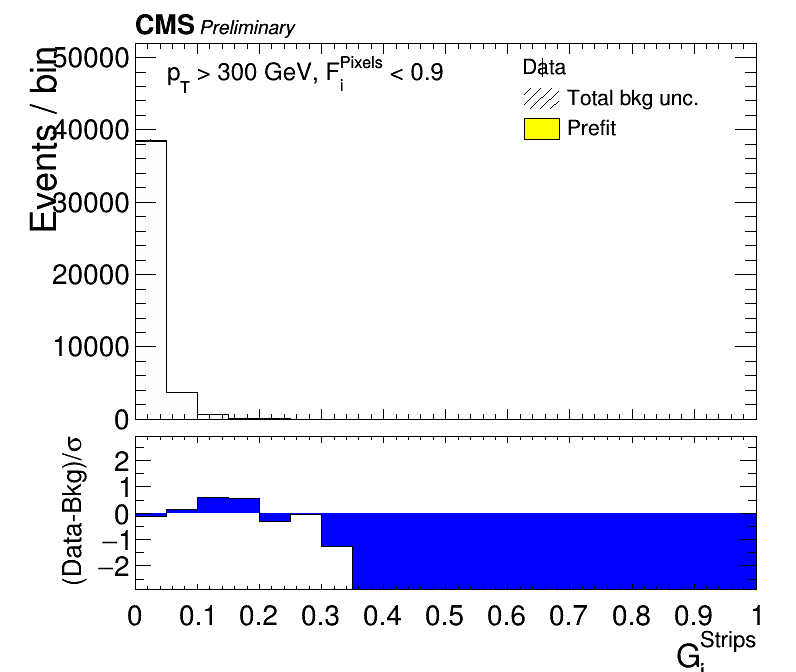 CMS Preliminary
Events / bin
50000
40000
30000
20000
10000
0
p_T > 300 GeV, F_i^Pixels < 0.9
Data
Total bkg unc.
Prefit
(Data-Bkg)/σ
2
1
0
−1
−2
0 0.1 0.2 0.3 0.4 0.5 0.6 0.7 0.8 0.9 1
G_i^Strips